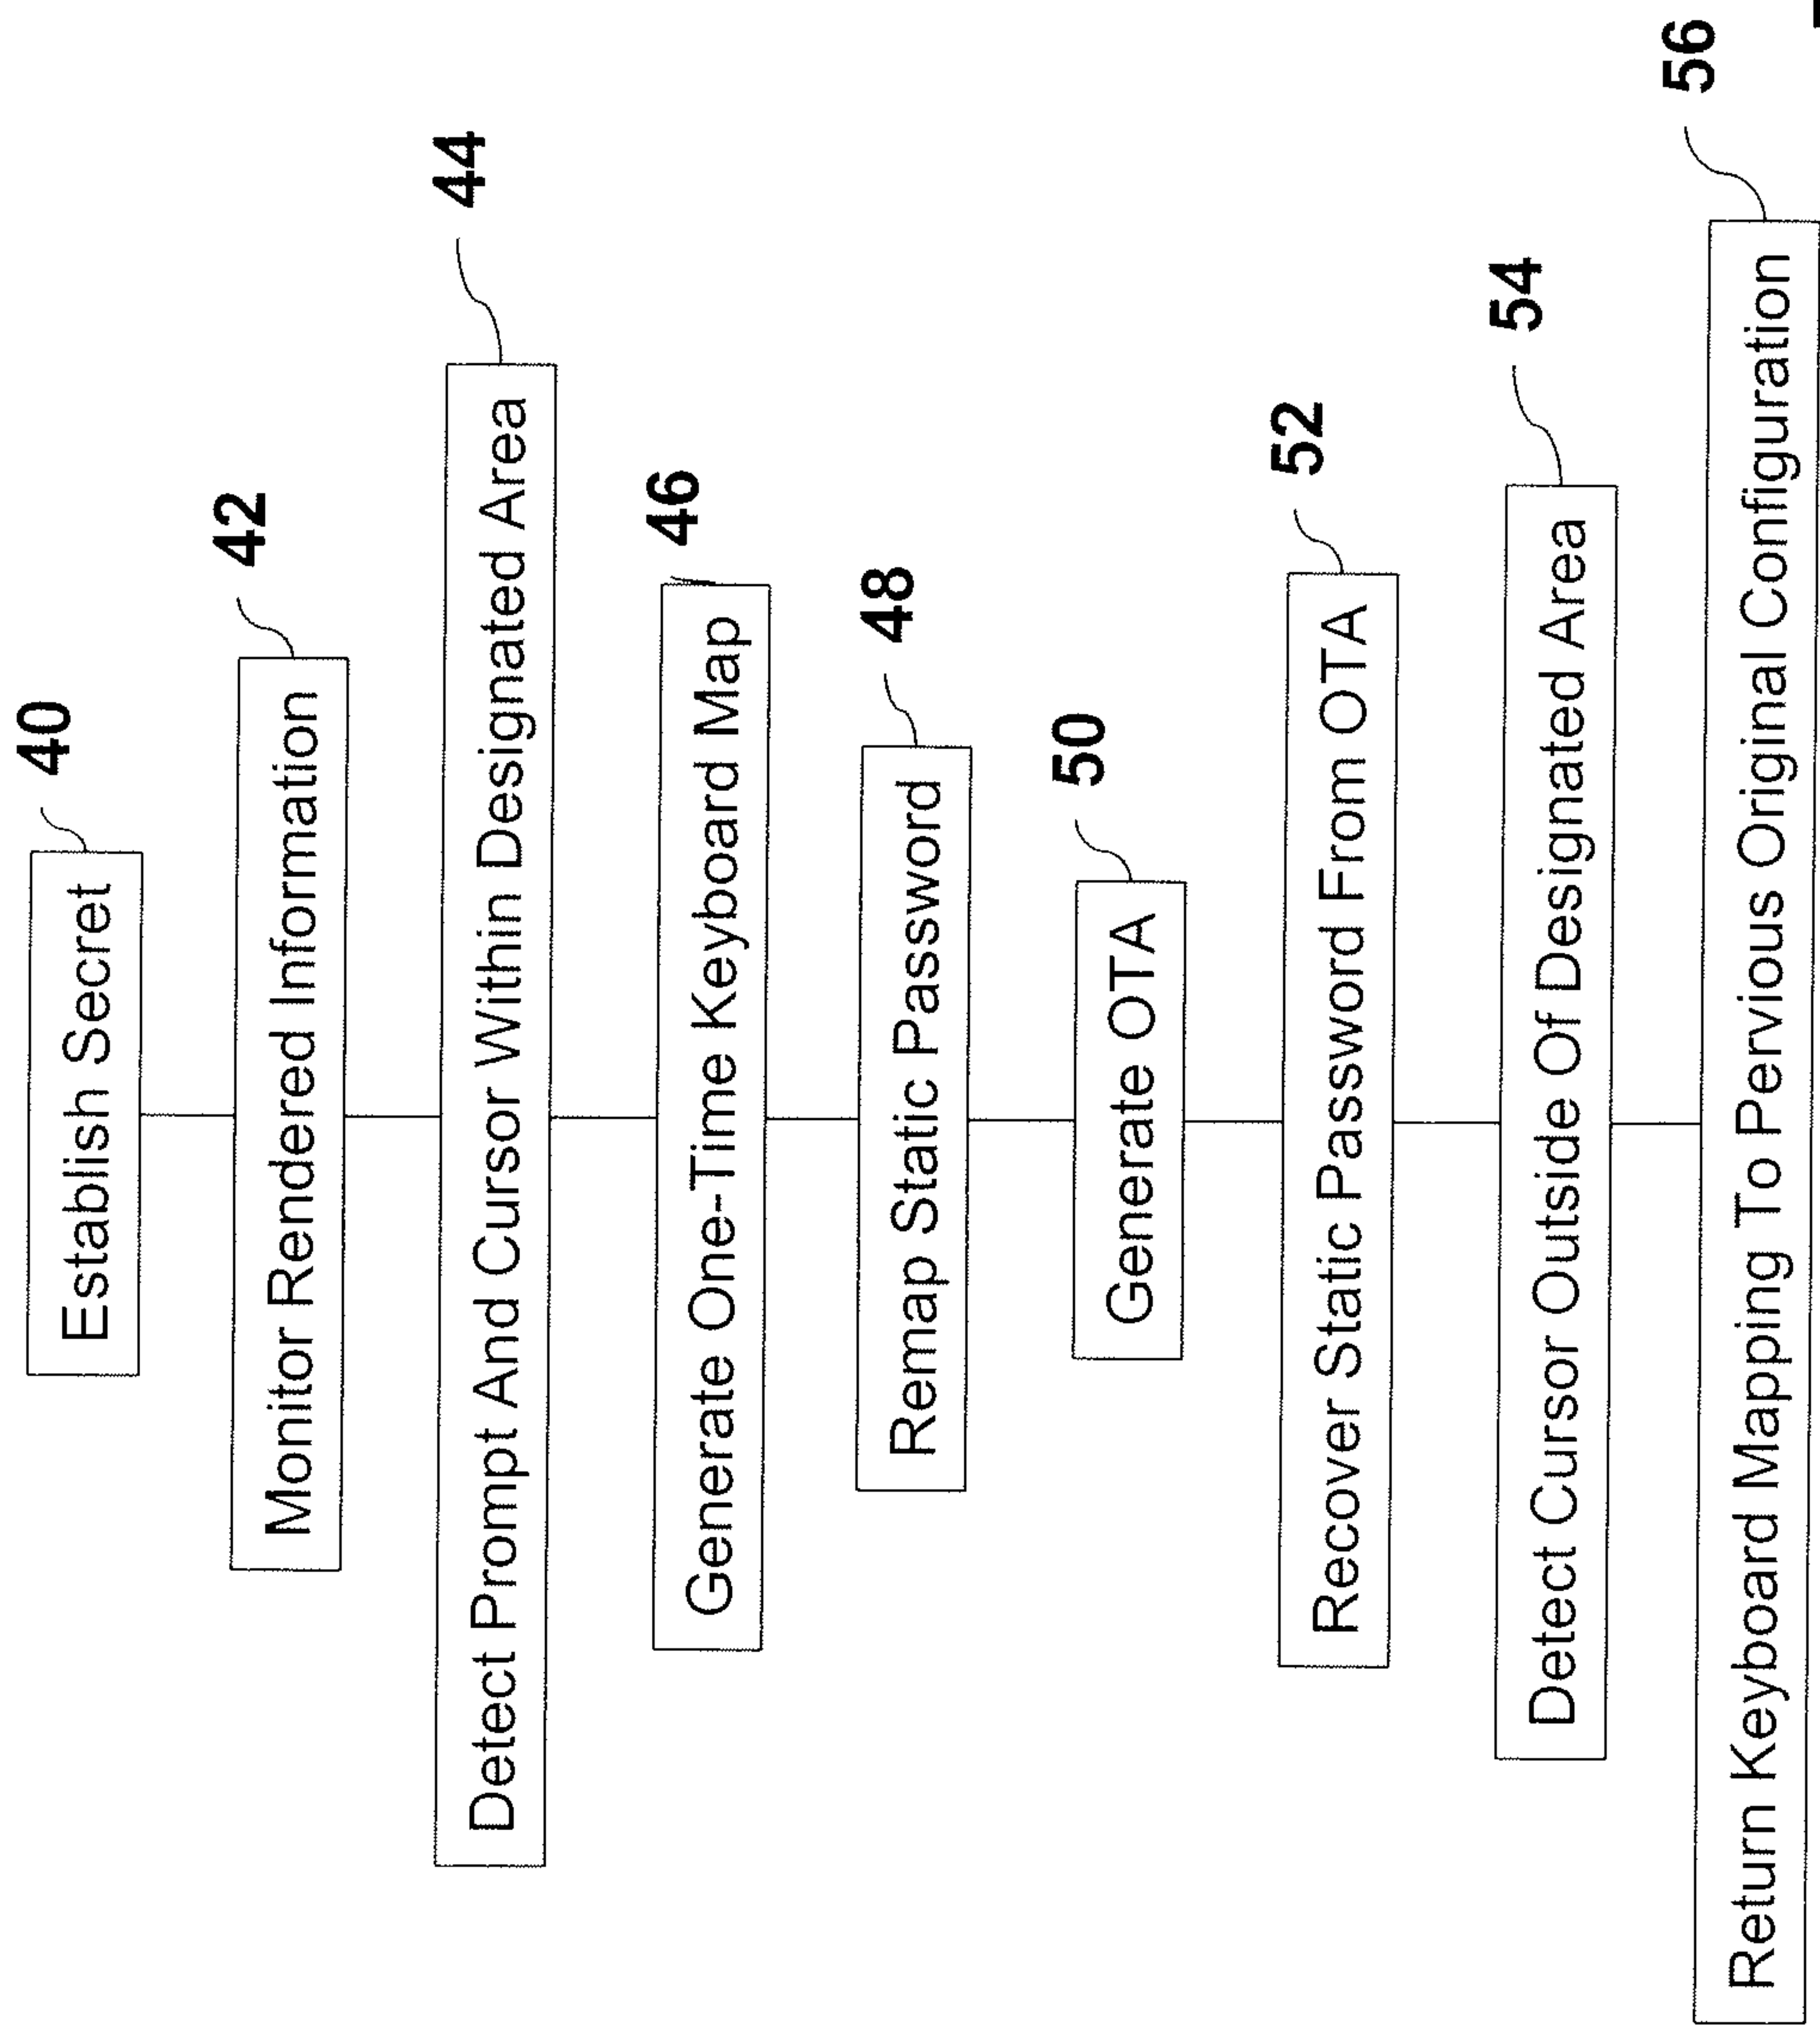 40
Establish Secret
42
Monitor Rendered Information
44
Detect Prompt And Cursor Within Designated Area
46
Generate One-Time Keyboard Map
48
Remap Static Password
50
Generate OTA
52
Recover Static Password From OTA
54
Detect Cursor Outside Of Designated Area
56
Return Keyboard Mapping To Pervious Original Configuration